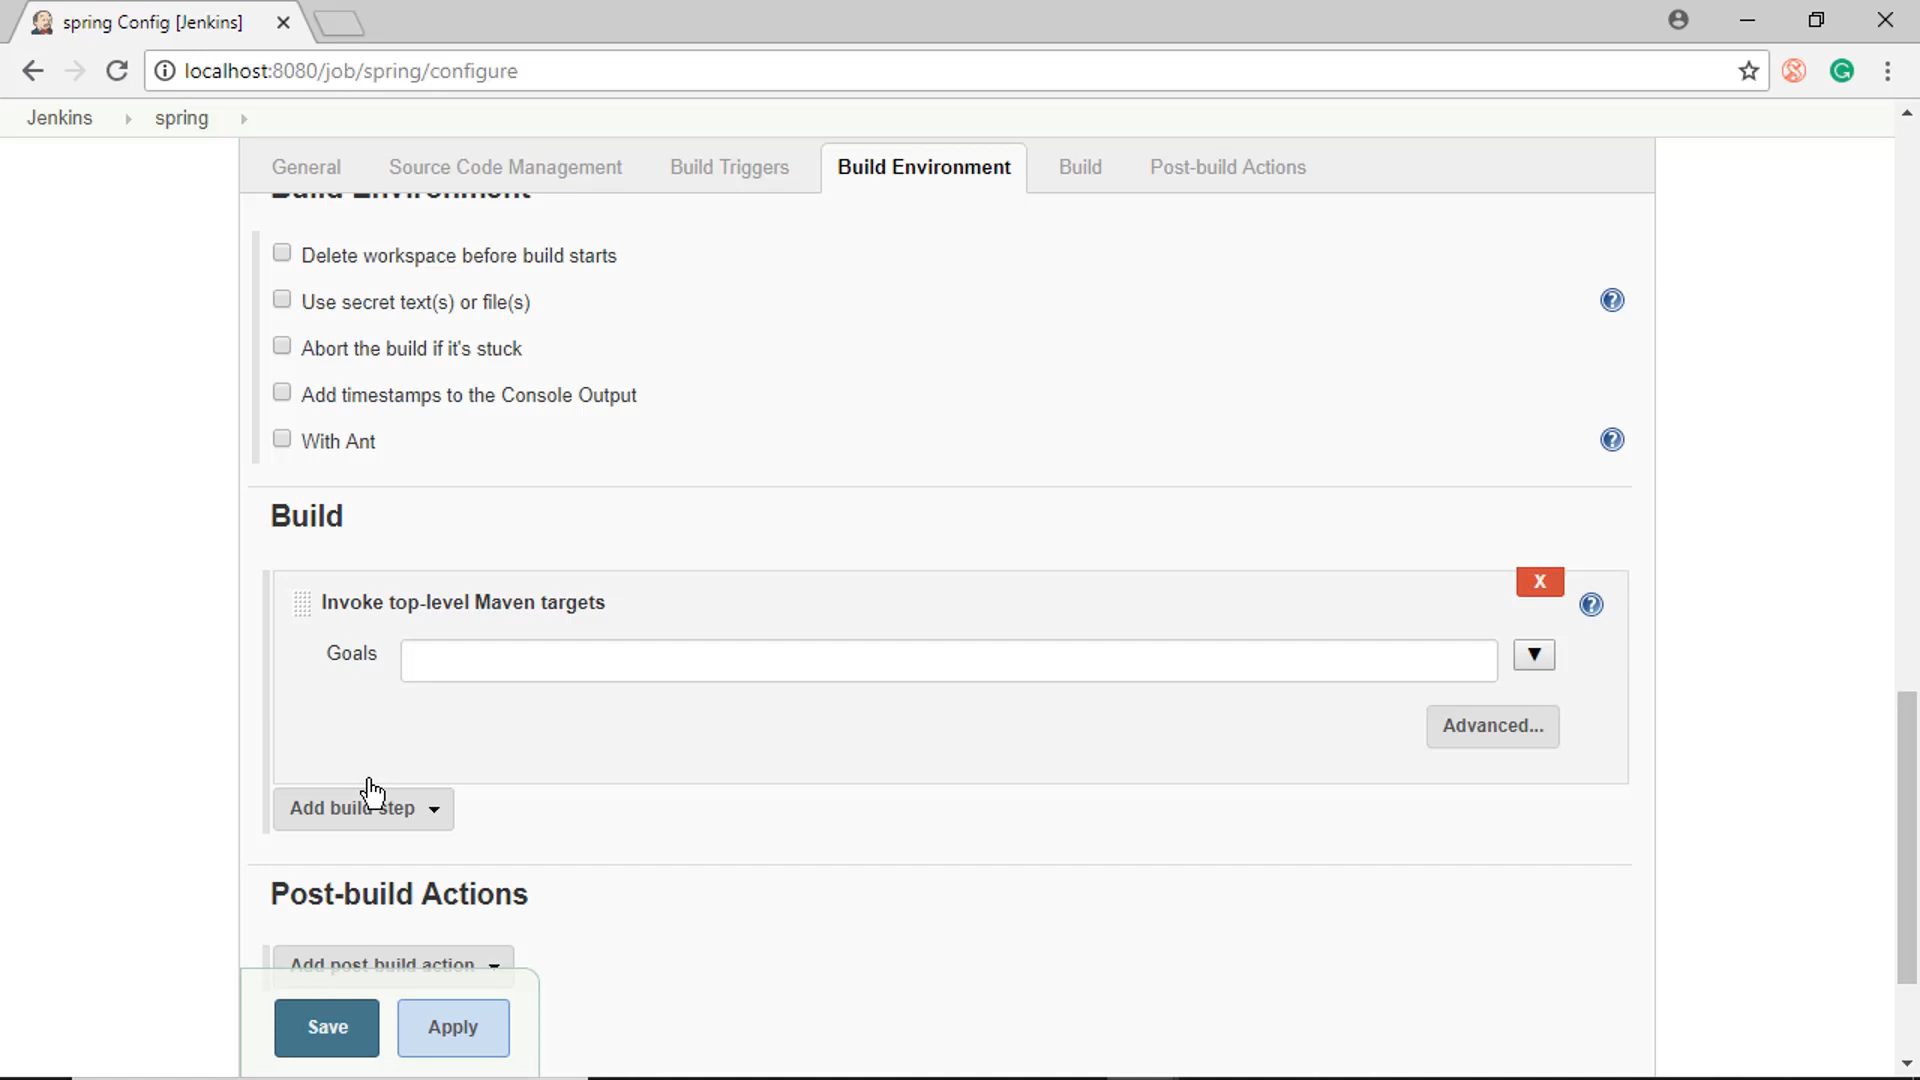 spring Config [Jenkins]
localhost:8080/job/spring/configure
Jenkins spring
General Source Code Management Build Triggers Build Environment Build Post-build Actions
Build Environment
Delete workspace before build starts
Use secret text(s) or file(s)
Abort the build if it's stuck
Add timestamps to the Console Output
With Ant
Build
X
Invoke top-level Maven targets
Goals
Advanced...
Add build step
Post-build Actions
Add post-build action
Save Apply